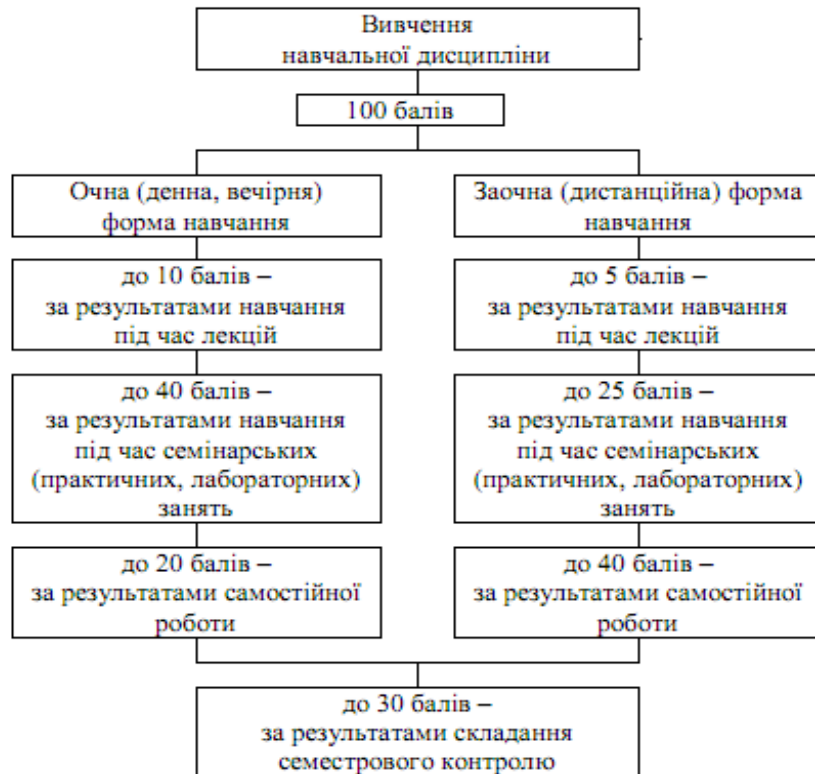 Вивчення
навчальної дисципліни
100 балів
Очна (денна, вечірня)
форма навчання
Заочна (дистанційна) форма
навчання
до 10 балів –
за результатами навчання
під час лекцій
до 5 балів –
за результатами навчання
під час лекцій
до 40 балів –
за результатами навчання
під час семінарських
(практичних, лабораторних)
занять
до 25 балів –
за результатами навчання
під час семінарських
(практичних, лабораторних)
занять
до 20 балів –
за результатами самостійної
роботи
до 40 балів –
за результатами самостійної
роботи
до 30 балів –
за результатами складання
семестрового контролю